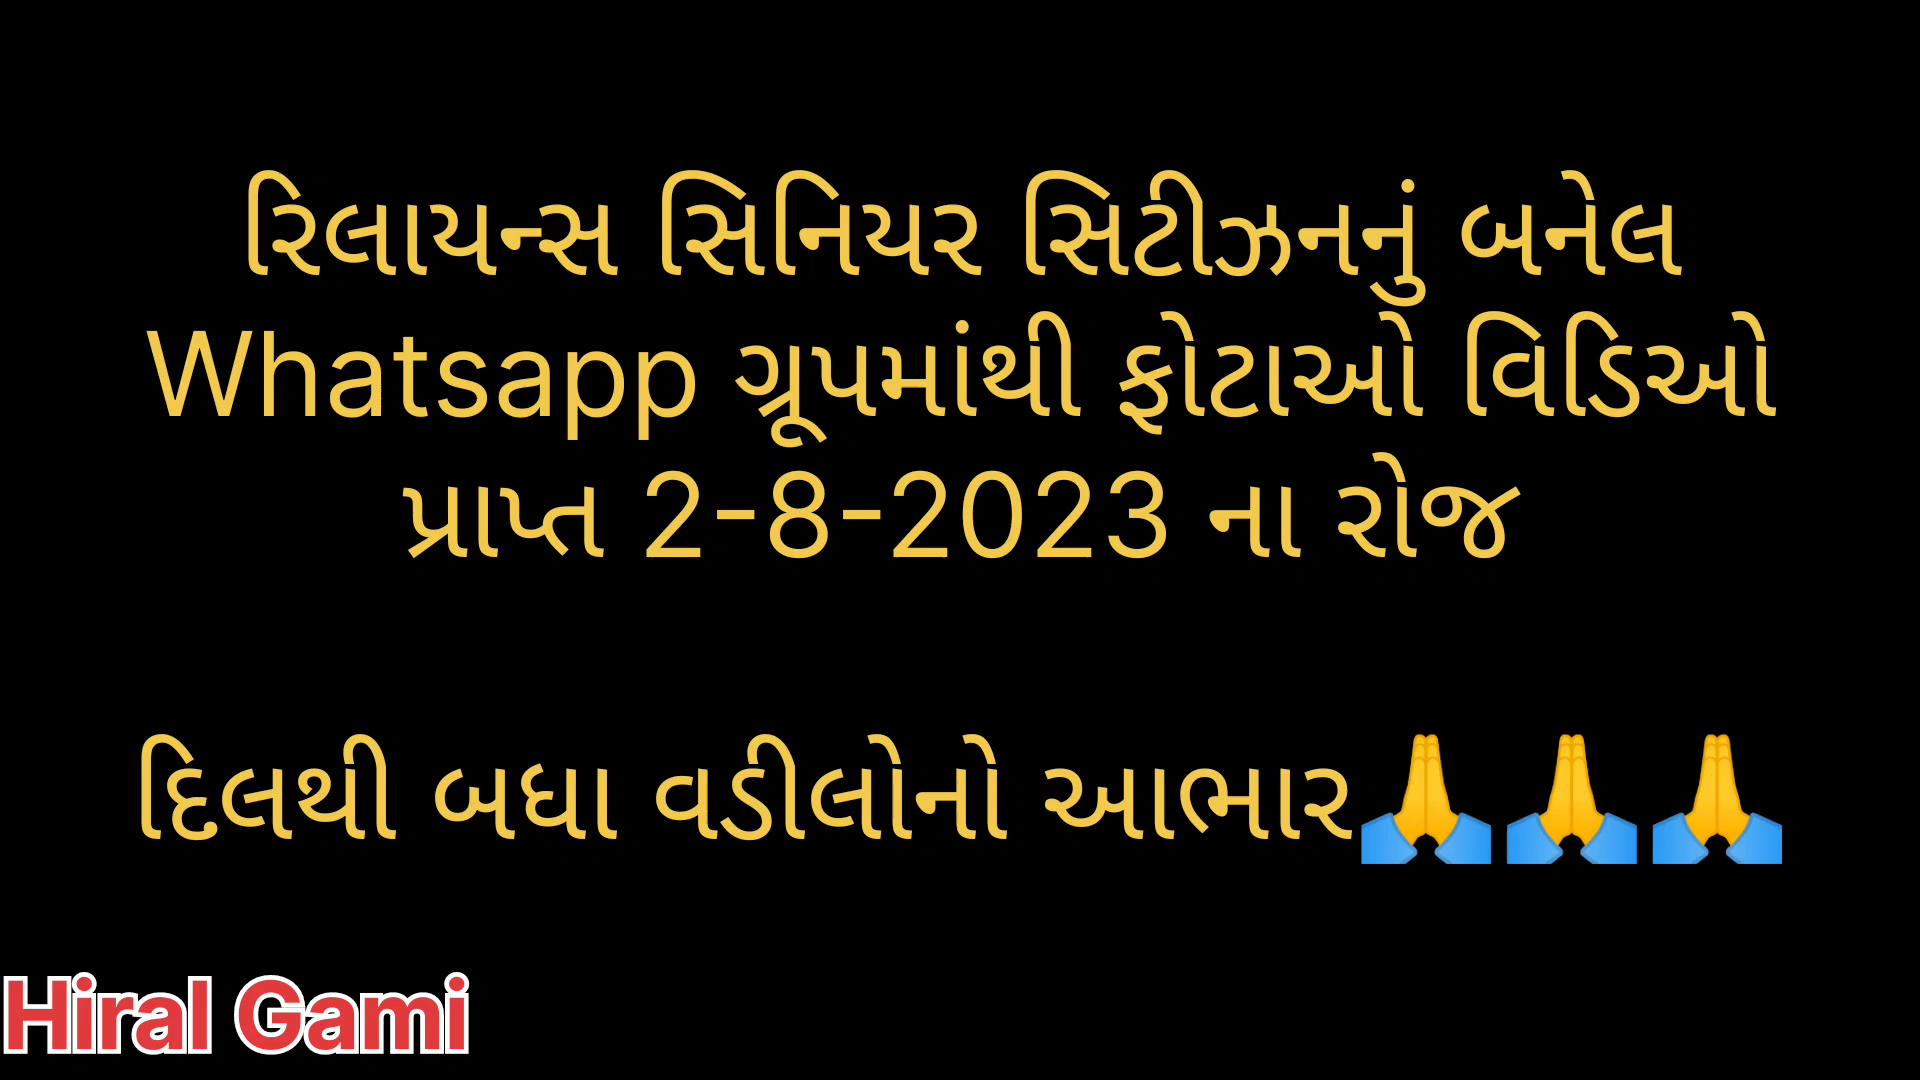 રિલાયન્સ સિનિયર સિટીઝનનું બનેલ
Whatsapp ગ્રૂપમાંથી ફોટાઓ વિડિઓ
પ્રાપ્ત 2-8-2023 ના રોજ
દિલથી બધા વડીલોનો આભાર🙏🙏🙏
Hiral Gami